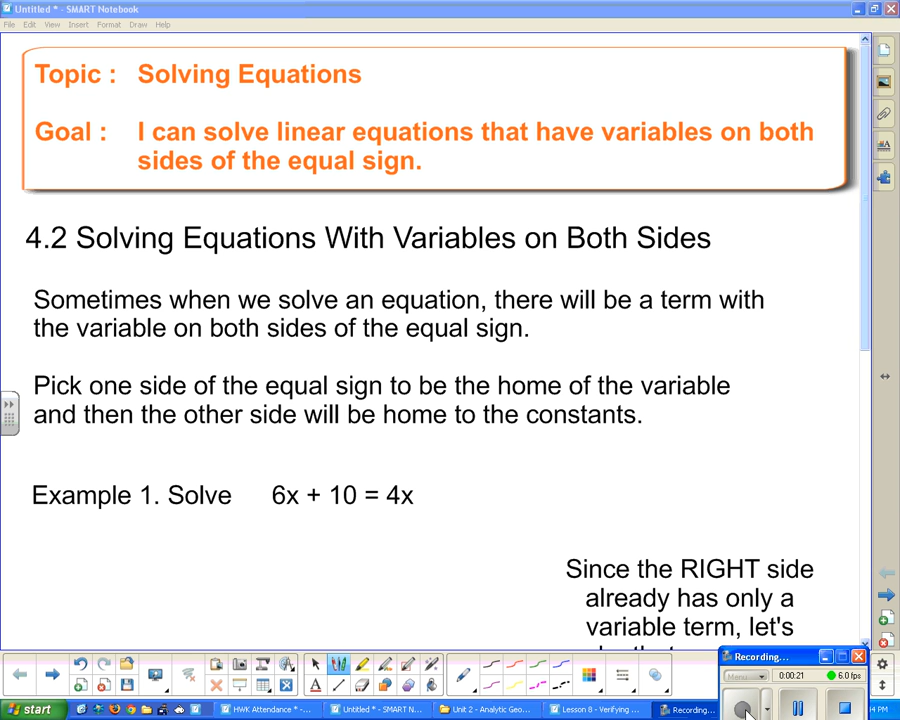 Untitled * - SMART Notebook
File Edit View Insert Format Draw Help
Topic : Solving Equations
Goal : I can solve linear equations that have variables on both
sides of the equal sign.
4.2 Solving Equations With Variables on Both Sides
Sometimes when we solve an equation, there will be a term with
the variable on both sides of the equal sign.
Pick one side of the equal sign to be the home of the variable
and then the other side will be home to the constants.
Example 1. Solve 6x + 10 = 4x
Since the RIGHT side
already has only a
variable term, let's
Recording...
Menu
0:00:21
6.0 fps
start
HWK Attendance * -...
Untitled * - SMART N...
Unit 2 - Analytic Geo...
Lesson 8 - Verifying ...
Recording...
4 PM